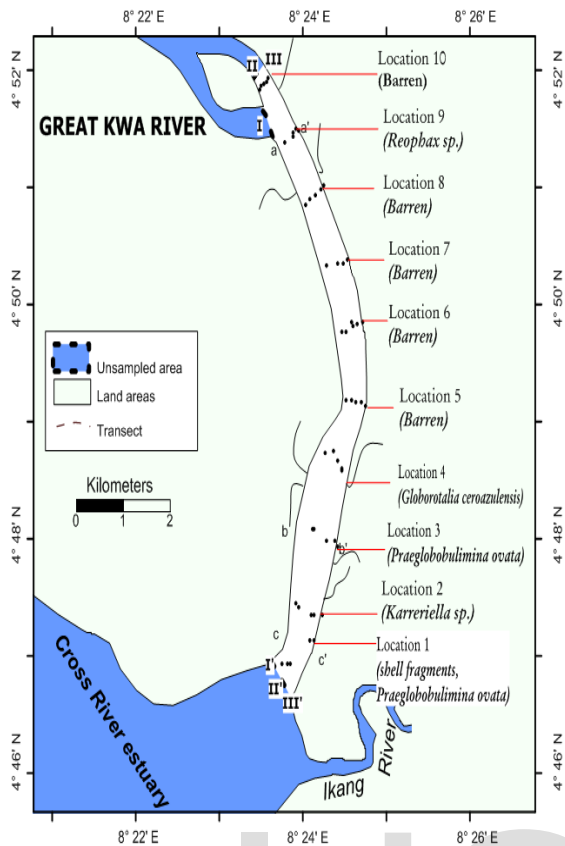 8° 22' E
8° 24' E
8° 26' E
4° 52' N
4° 52' N
II
III
Location 10
(Barren)
GREAT KWA RIVER
I
a
a'
Location 9
(Reophax sp.)
Location 8
(Barren)
Location 7
(Barren)
4° 50' N
4° 50' N
Location 6
(Barren)
Unsampled area
Land areas
Transect
Location 5
(Barren)
Kilometers
0
1
2
Location 4
(Globorotalia ceroazulensis)
4° 48' N
4° 48' N
b
b'
Location 3
(Praeglobobulimina ovata)
Location 2
(Karreriella sp.)
c
c'
Location 1
(shell fragments,
Praeglobobulimina ovata)
I'
II'
III'
Cross River estuary
Ikang
River
4° 46' N
4° 46' N
8° 22' E
8° 24' E
8° 26' E